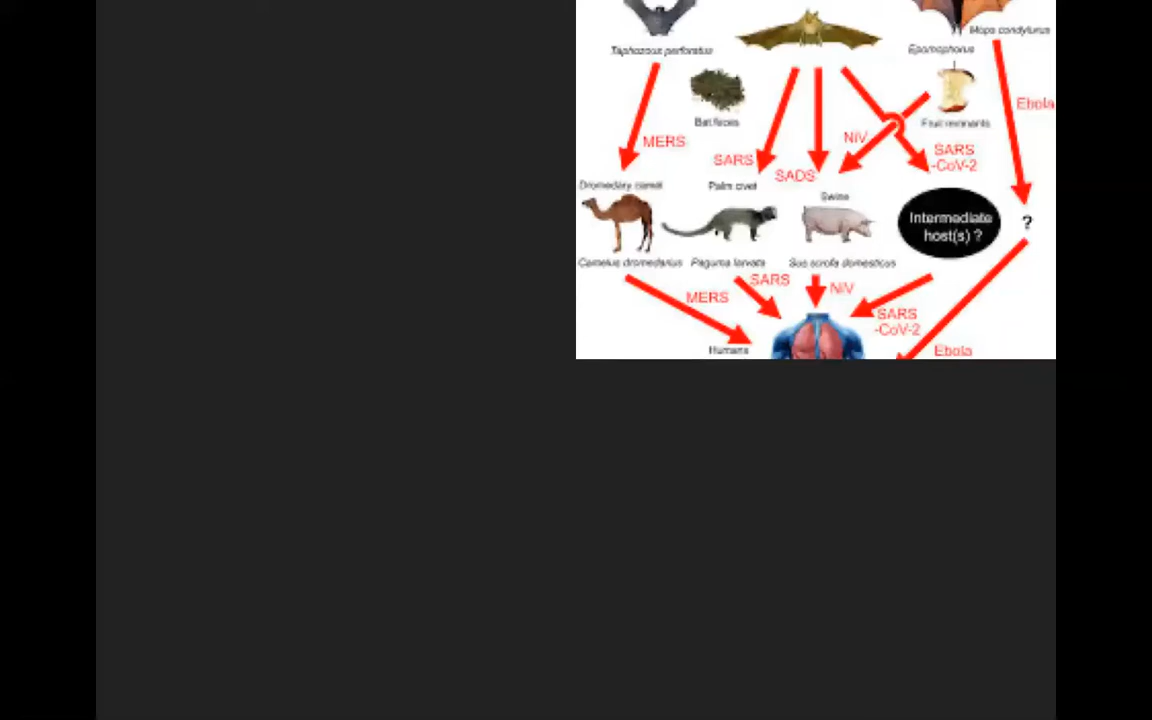 Mops condylurus
Taphozous perforatus
Epomophorus
Ebola
Bat feces
Fruit remnants
MERS
NiV
SARS
SARS
-CoV-2
SADS
Dromedary camel
Palm civet
Swine
Intermediate
host(s) ?
?
Camelus dromedarius
Paguma larvata
Sus scrofa domesticus
SARS
NiV
MERS
SARS
-CoV-2
Humans
Ebola